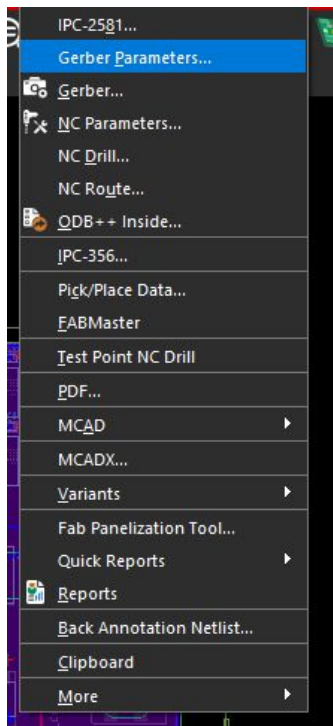 IPC-2581...
Gerber Parameters...
Gerber...
NC Parameters...
NC Drill...
NC Route...
ODB++ Inside...
IPC-356...
Pick/Place Data...
FABMaster
Test Point NC Drill
PDF...
MCAD
MCADX...
Variants
Fab Panelization Tool...
Quick Reports
Reports
Back Annotation Netlist...
Clipboard
More